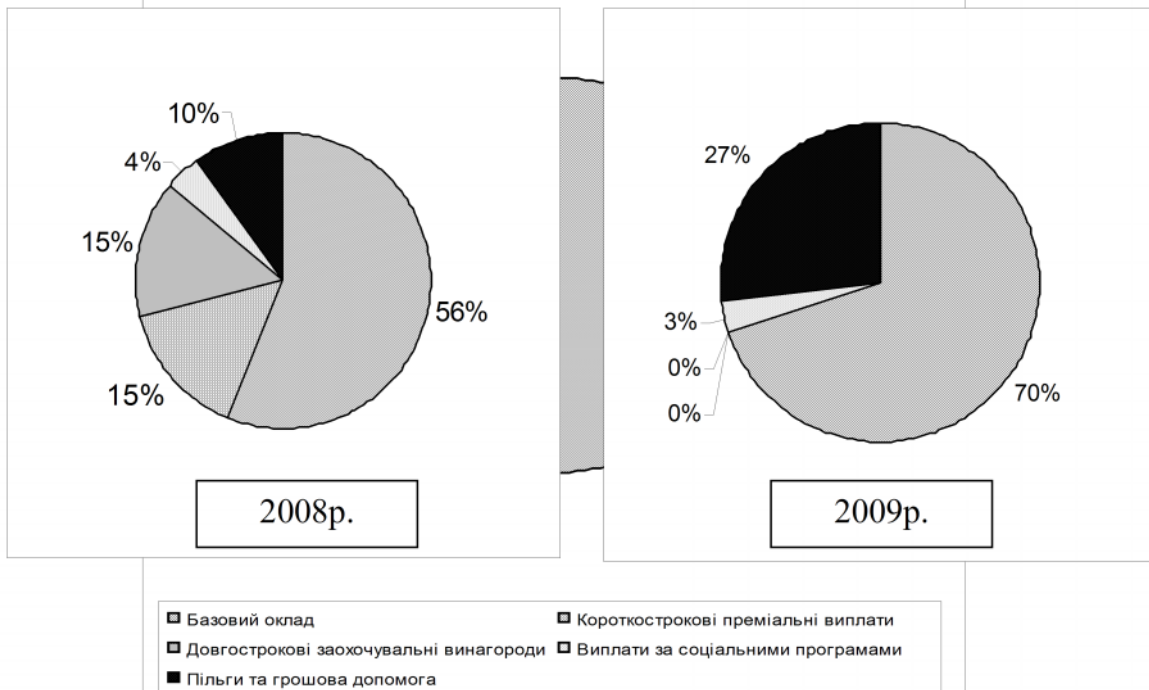 10%
4%
15%
15%
56%
2008р.
27%
3%
0%
0%
70%
2009р.
Базовий оклад
Короткострокові преміальні виплати
Довгострокові заохочувальні винагороди
Виплати за соціальними програмами
Пільги та грошова допомога